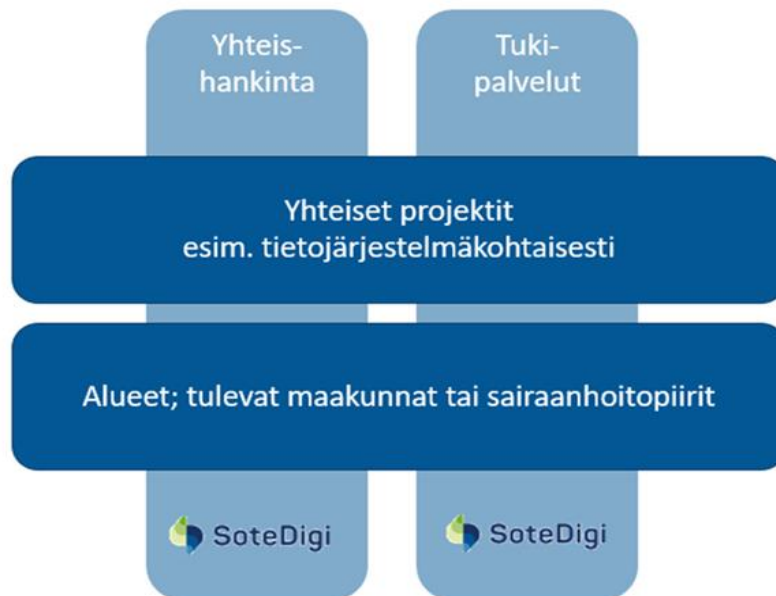 Yhteis-
hankinta
Tuki-
palvelut
Yhteiset projektit
esim. tietojärjestelmäkohtaisesti
Alueet; tulevat maakunnat tai sairaanhoitopiirit
SoteDigi
SoteDigi